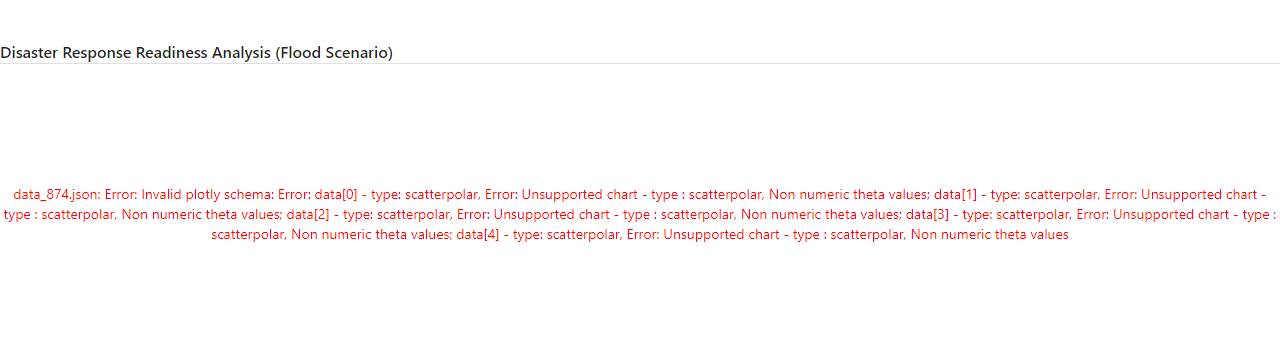 Disaster Response Readiness Analysis (Flood Scenario)
data_874.json: Error: Invalid plotly schema: Error: data[0] - type: scatterpolar, Error: Unsupported chart - type : scatterpolar, Non numeric theta values; data[1] - type: scatterpolar, Error: Unsupported chart -
type : scatterpolar, Non numeric theta values; data[2] - type: scatterpolar, Error: Unsupported chart - type : scatterpolar, Non numeric theta values; data[3] - type: scatterpolar, Error: Unsupported chart - type :
scatterpolar, Non numeric theta values; data[4] - type: scatterpolar, Error: Unsupported chart - type : scatterpolar, Non numeric theta values